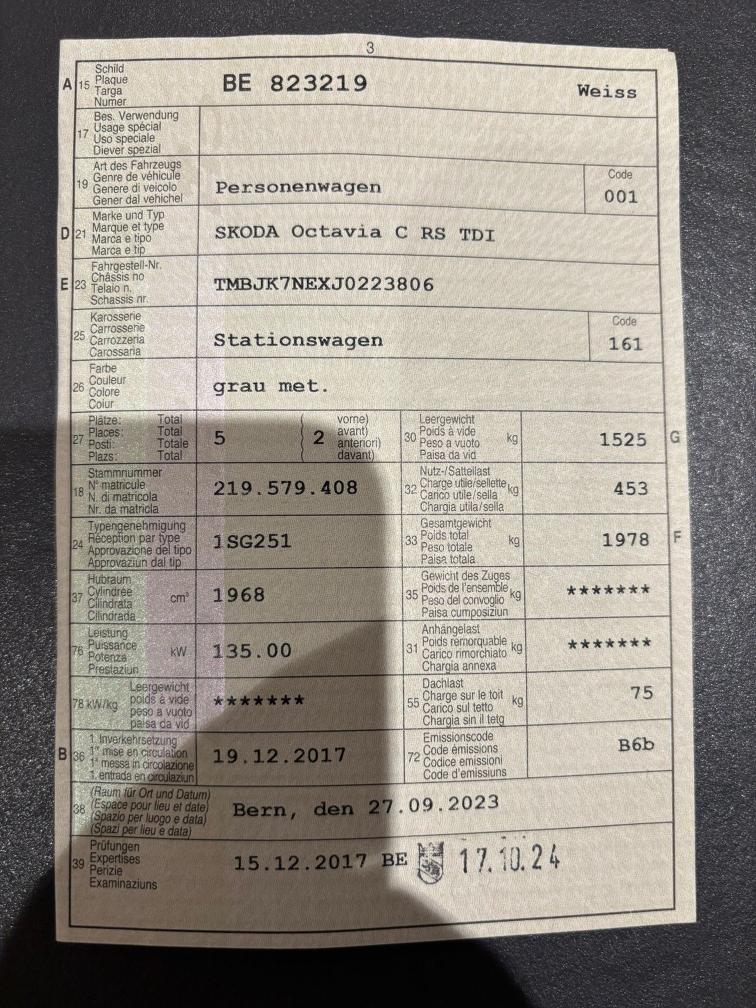 3
A 15 Schild
Plaque
Targa
Numer
BE 823219 Weiss
17 Bes. Verwendung
Usage spécial
Uso speciale
Diever spezial
19 Art des Fahrzeugs
Genre de véhicule
Genere di veicolo
Gener dal vehichel
Personenwagen
Code
001
D 21 Marke und Typ
Marque et type
Marca e tipo
Marca e tip
SKODA Octavia C RS TDI
E 23 Fahrgestell-Nr.
Châssis no
Telaio n.
Schassis nr.
TMBJK7NEXJ0223806
25 Karosserie
Carrosserie
Carrozzeria
Carossaria
Stationswagen
Code
161
26 Farbe
Couleur
Colore
Colur
grau met.
27 Plätze: Total
Places: Total
Posti: Totale
Plazs: Total
5
( 2 vorne)
avant)
anteriori)
davant)
30 Leergewicht
Poids à vide
Peso a vuoto
Paisa da vid
kg
1525
G
18 Stammnummer
N° matricule
N. di matricola
Nr. da matricla
219.579.408
32 Nutz-/Sattellast
Charge utile/sellette
Carico utile/sella
Chargia utila/sella
kg
453
24 Typengenehmigung
Réception par type
Approvazione del tipo
Approvaziun dal tip
1SG251
33 Gesamtgewicht
Poids total
Peso totale
Paisa totala
kg
1978
F
37 Hubraum
Cylindrée
Cilindrata
Cilindrada
cm³
1968
35 Gewicht des Zuges
Poids de l'ensemble
Peso del convoglio
Paisa cumposiziun
kg
*******
76 Leistung
Puissance
Potenza
Prestaziun
kW
135.00
31 Anhängelast
Poids remorquable
Carico rimorchiato
Chargia annexa
kg
*******
78 kW/kg Leergewicht
poids à vide
peso a vuoto
paisa da vid
*******
55 Dachlast
Charge sur le toit
Carico sul tetto
Chargia sin il tetg
kg
75
B 36 1. Inverkehrsetzung
1re mise en circulation
1a messa in circolazione
1. entrada en circulaziun
19.12.2017
72 Emissionscode
Code émissions
Codice emissioni
Code d'emissiuns
B6b
38 (Raum für Ort und Datum)
(Espace pour lieu et date)
(Spazio per luogo e data)
(Spazi per lieu e data)
Bern, den 27.09.2023
39 Prüfungen
Expertises
Perizie
Examinaziuns
15.12.2017 BE 17.10.24